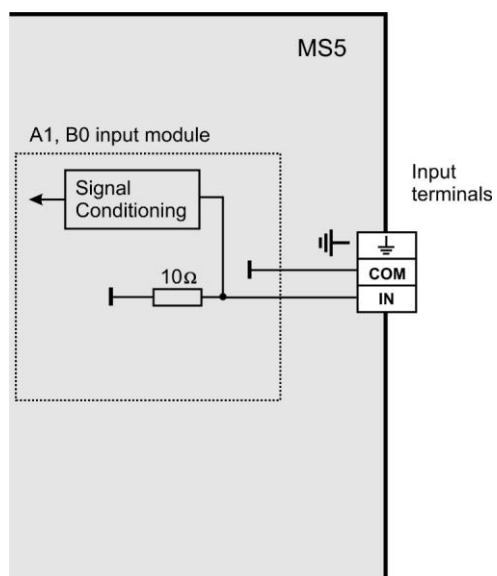 MS5
A1, B0 input module
Signal
Conditioning
Input
terminals
COM
10Ω
IN